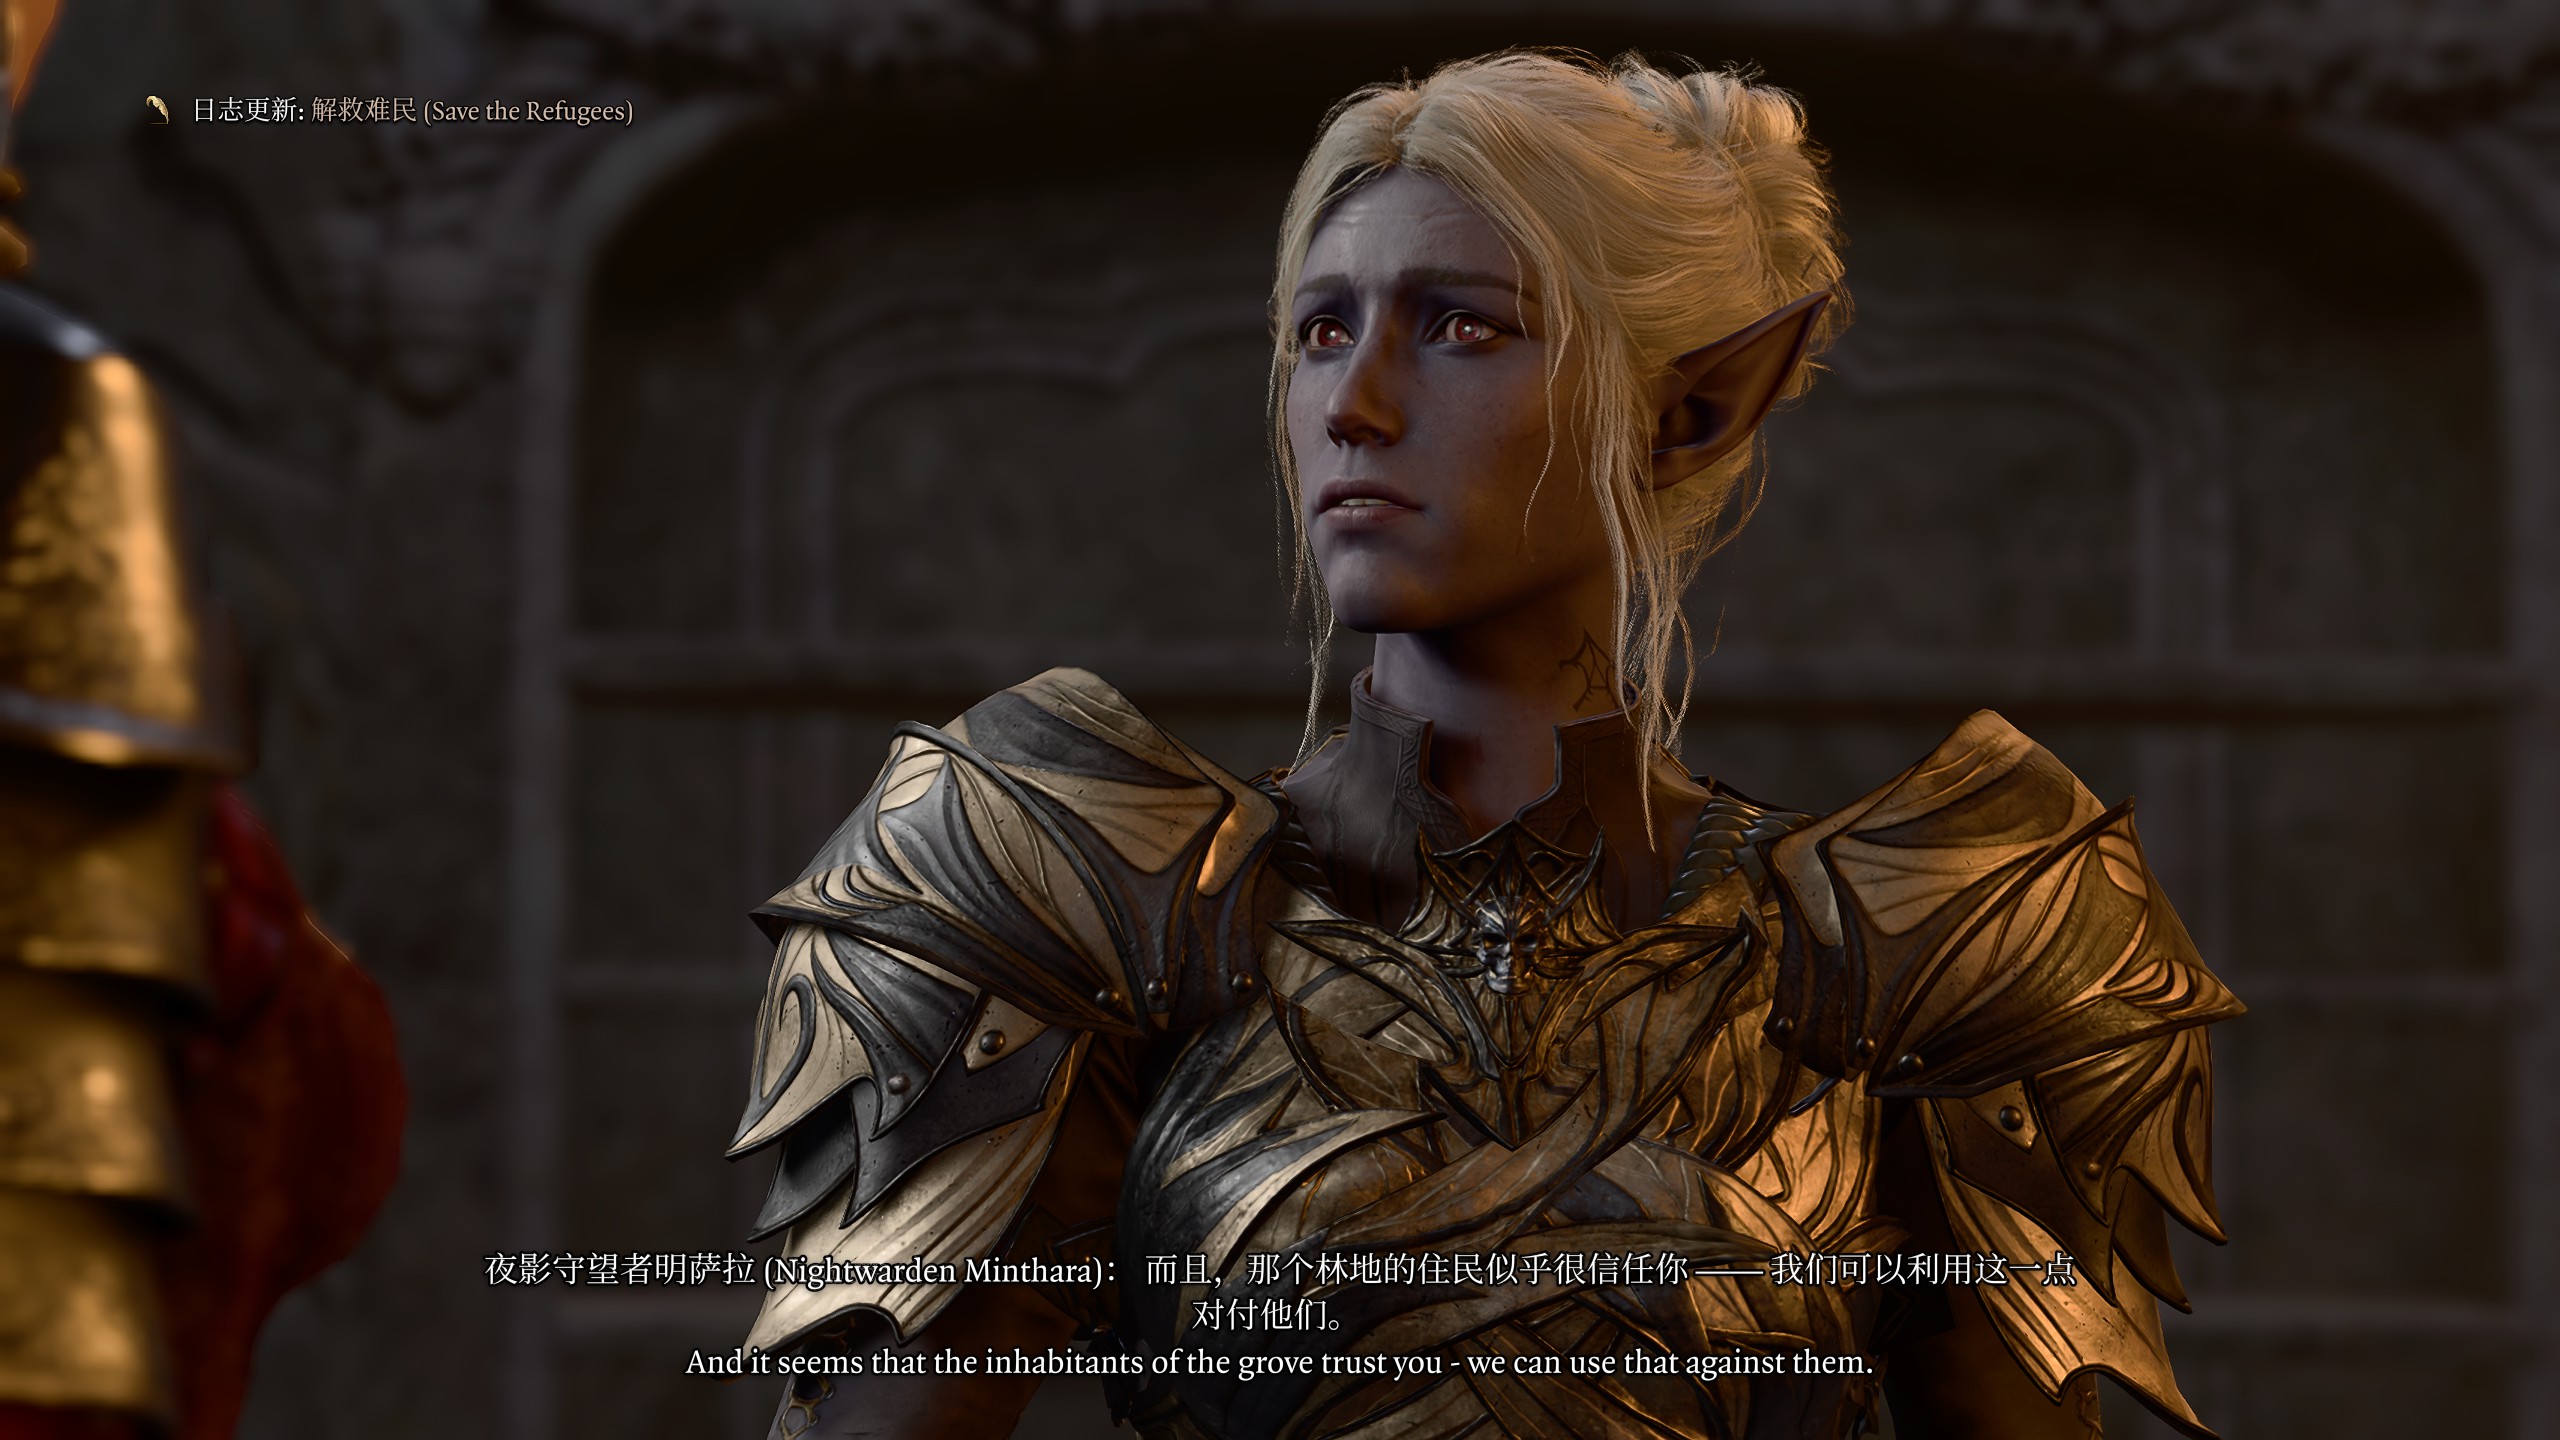 日志更新: 解救难民 (Save the Refugees)
夜影守望者明萨拉 (Nightwarden Minthara): 而且，那个林地的住民似乎很信任你 —— 我们可以利用这一点
对付他们。
And it seems that the inhabitants of the grove trust you - we can use that against them.